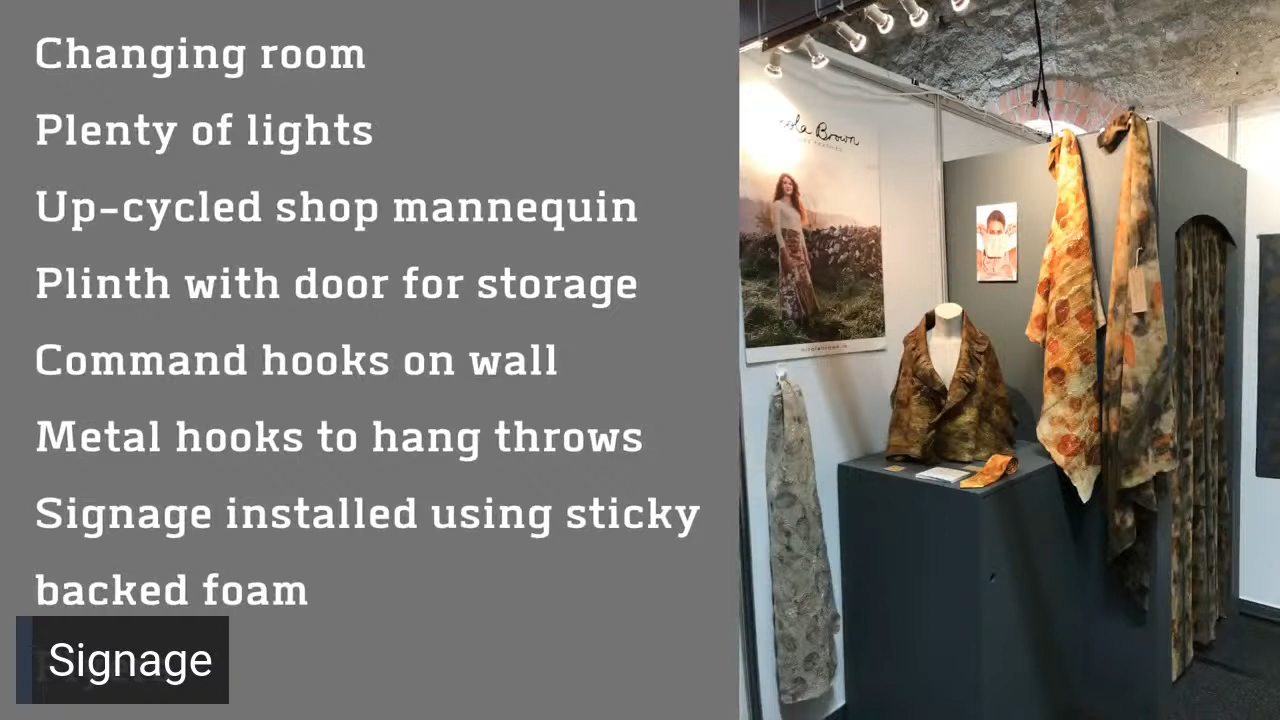 Changing room
Plenty of lights
Up-cycled shop mannequin
Plinth with door for storage
Command hooks on wall
Metal hooks to hang throws
Signage installed using sticky
backed foam
Signage
Brown